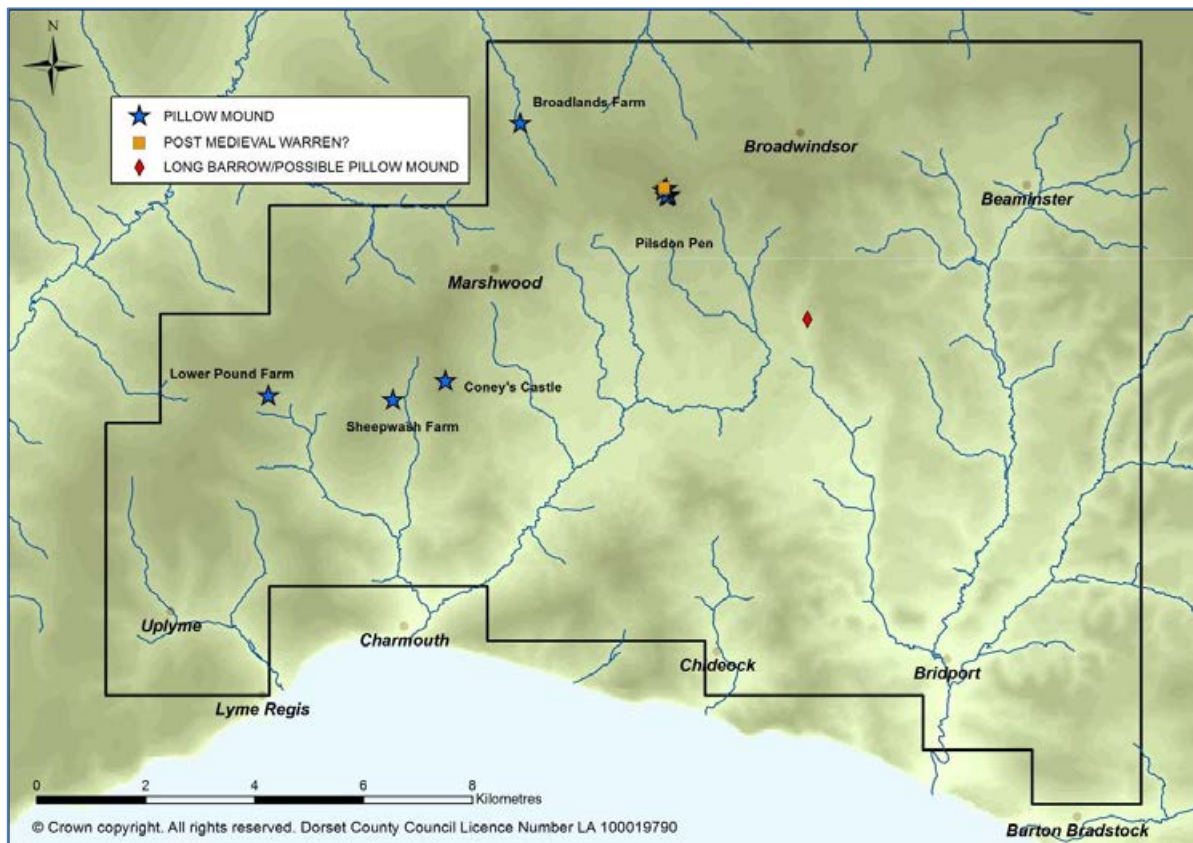 N
PILLOW MOUND
POST MEDIEVAL WARREN?
LONG BARROW/POSSIBLE PILLOW MOUND
Broadlands Farm
Broadwindsor
Beaminster
Pilsdon Pen
Marshwood
Lower Pound Farm
Coney's Castle
Sheepwash Farm
Uplyme
Charmouth
Chideock
Bridport
Lyme Regis
0 2 4 6 8
Kilometres
© Crown copyright. All rights reserved. Dorset County Council Licence Number LA 100019790
Burton Bradstock